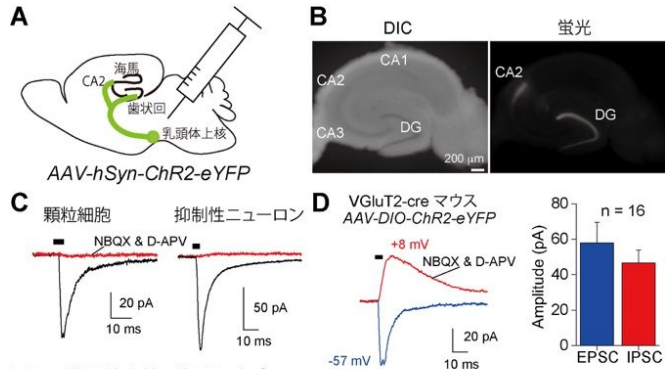 A
海馬
CA2
歯状回
乳頭体上核
AAV-hSyn-ChR2-eYFP
B
DIC
蛍光
CA1
CA2
CA3
DG
200 μm
CA2
DG
C
顆粒細胞
抑制性ニューロン
NBQX & D-APV
20 pA
10 ms
50 pA
10 ms
D
VGluT2-cre マウス
AAV-DIO-ChR2-eYFP
+8 mV
NBQX & D-APV
-57 mV
20 pA
10 ms
n = 16
Amplitude (pA)
80
60
40
20
0
EPSC
IPSC